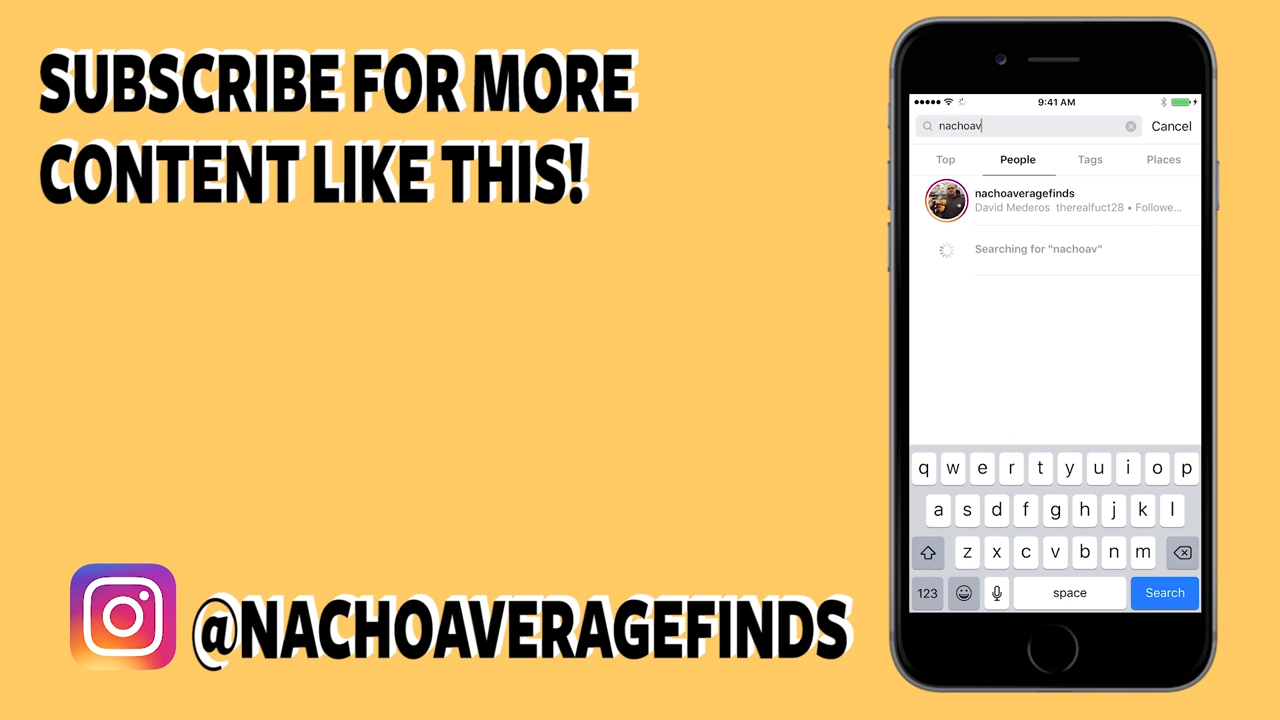 SUBSCRIBE FOR MORE
CONTENT LIKE THIS!
@NACHOAVERAGEFINDS
9:41 AM
nachoav
Cancel
Top People Tags Places
nachoaveragefinds
David Mederos therealfuct28 • Followe...
Searching for "nachoav"
q w e r t y u i o p
a s d f g h j k l
z x c v b n m
123 space Search